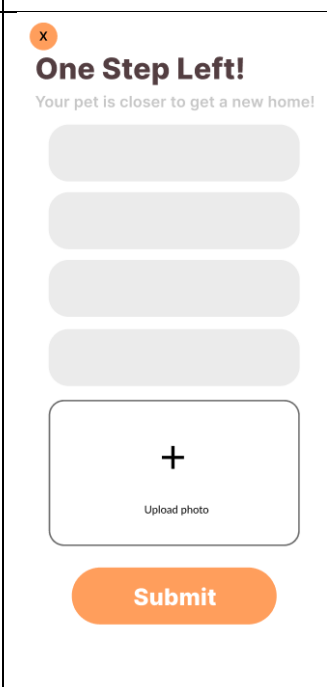 X
One Step Left!
Your pet is closer to get a new home!
+
Upload photo
Submit